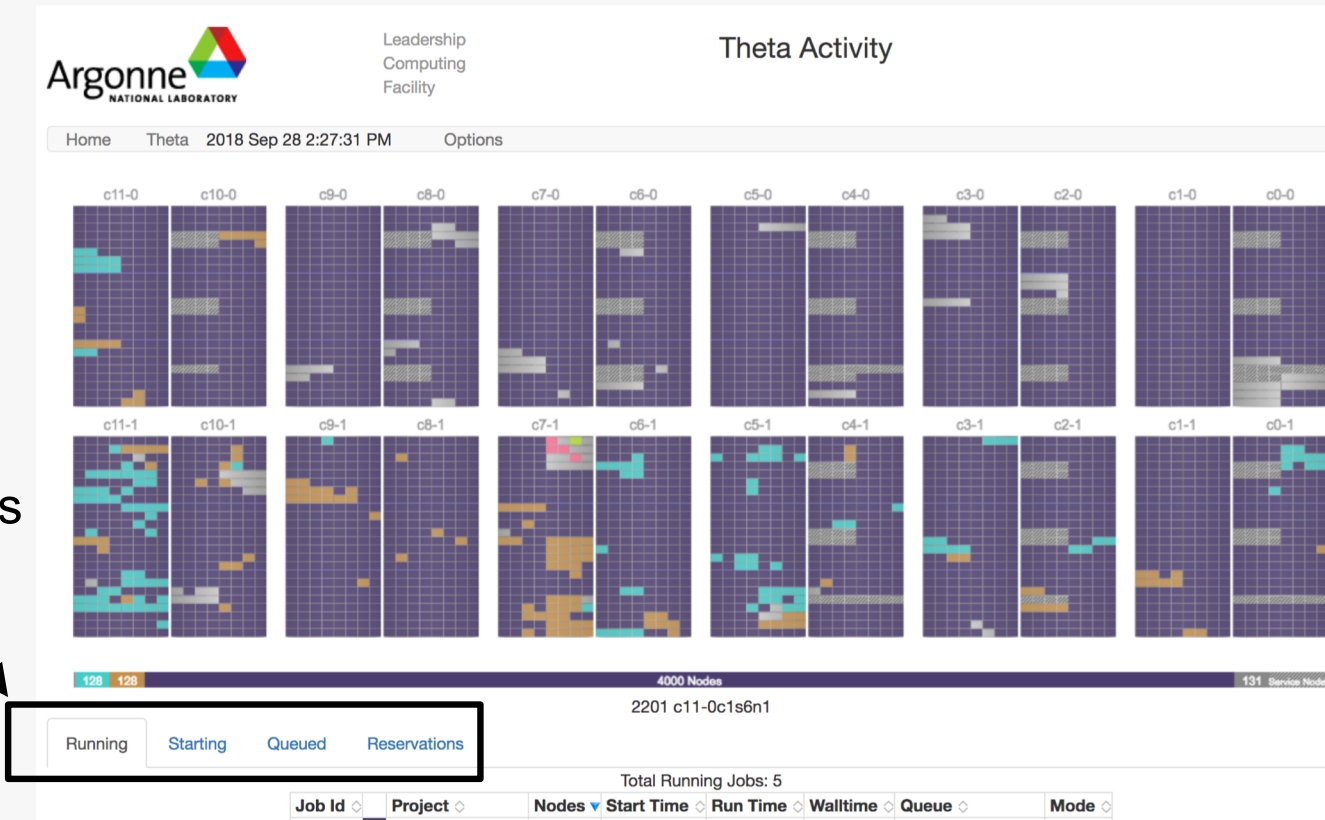 Argonne
NATIONAL LABORATORY
Leadership
Computing
Facility
Theta Activity
Home Theta 2018 Sep 28 2:27:31 PM Options
c11-0 c10-0 c9-0 c8-0 c7-0 c6-0 c5-0 c4-0 c3-0 c2-0 c1-0 c0-0
c11-1 c10-1 c9-1 c8-1 c7-1 c6-1 c5-1 c4-1 c3-1 c2-1 c1-1 c0-1
s
128 128 4000 Nodes 131 Service Node
2201 c11-0c1s6n1
Running Starting Queued Reservations
Total Running Jobs: 5
Job Id Project Nodes Start Time Run Time Walltime Queue Mode